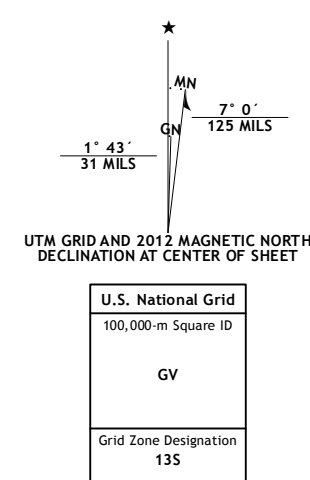 ★
MN
GN
7° 0´
125 MILS
1° 43´
31 MILS
UTM GRID AND 2012 MAGNETIC NORTH
DECLINATION AT CENTER OF SHEET
U.S. National Grid
100,000-m Square ID
GV
Grid Zone Designation
13S